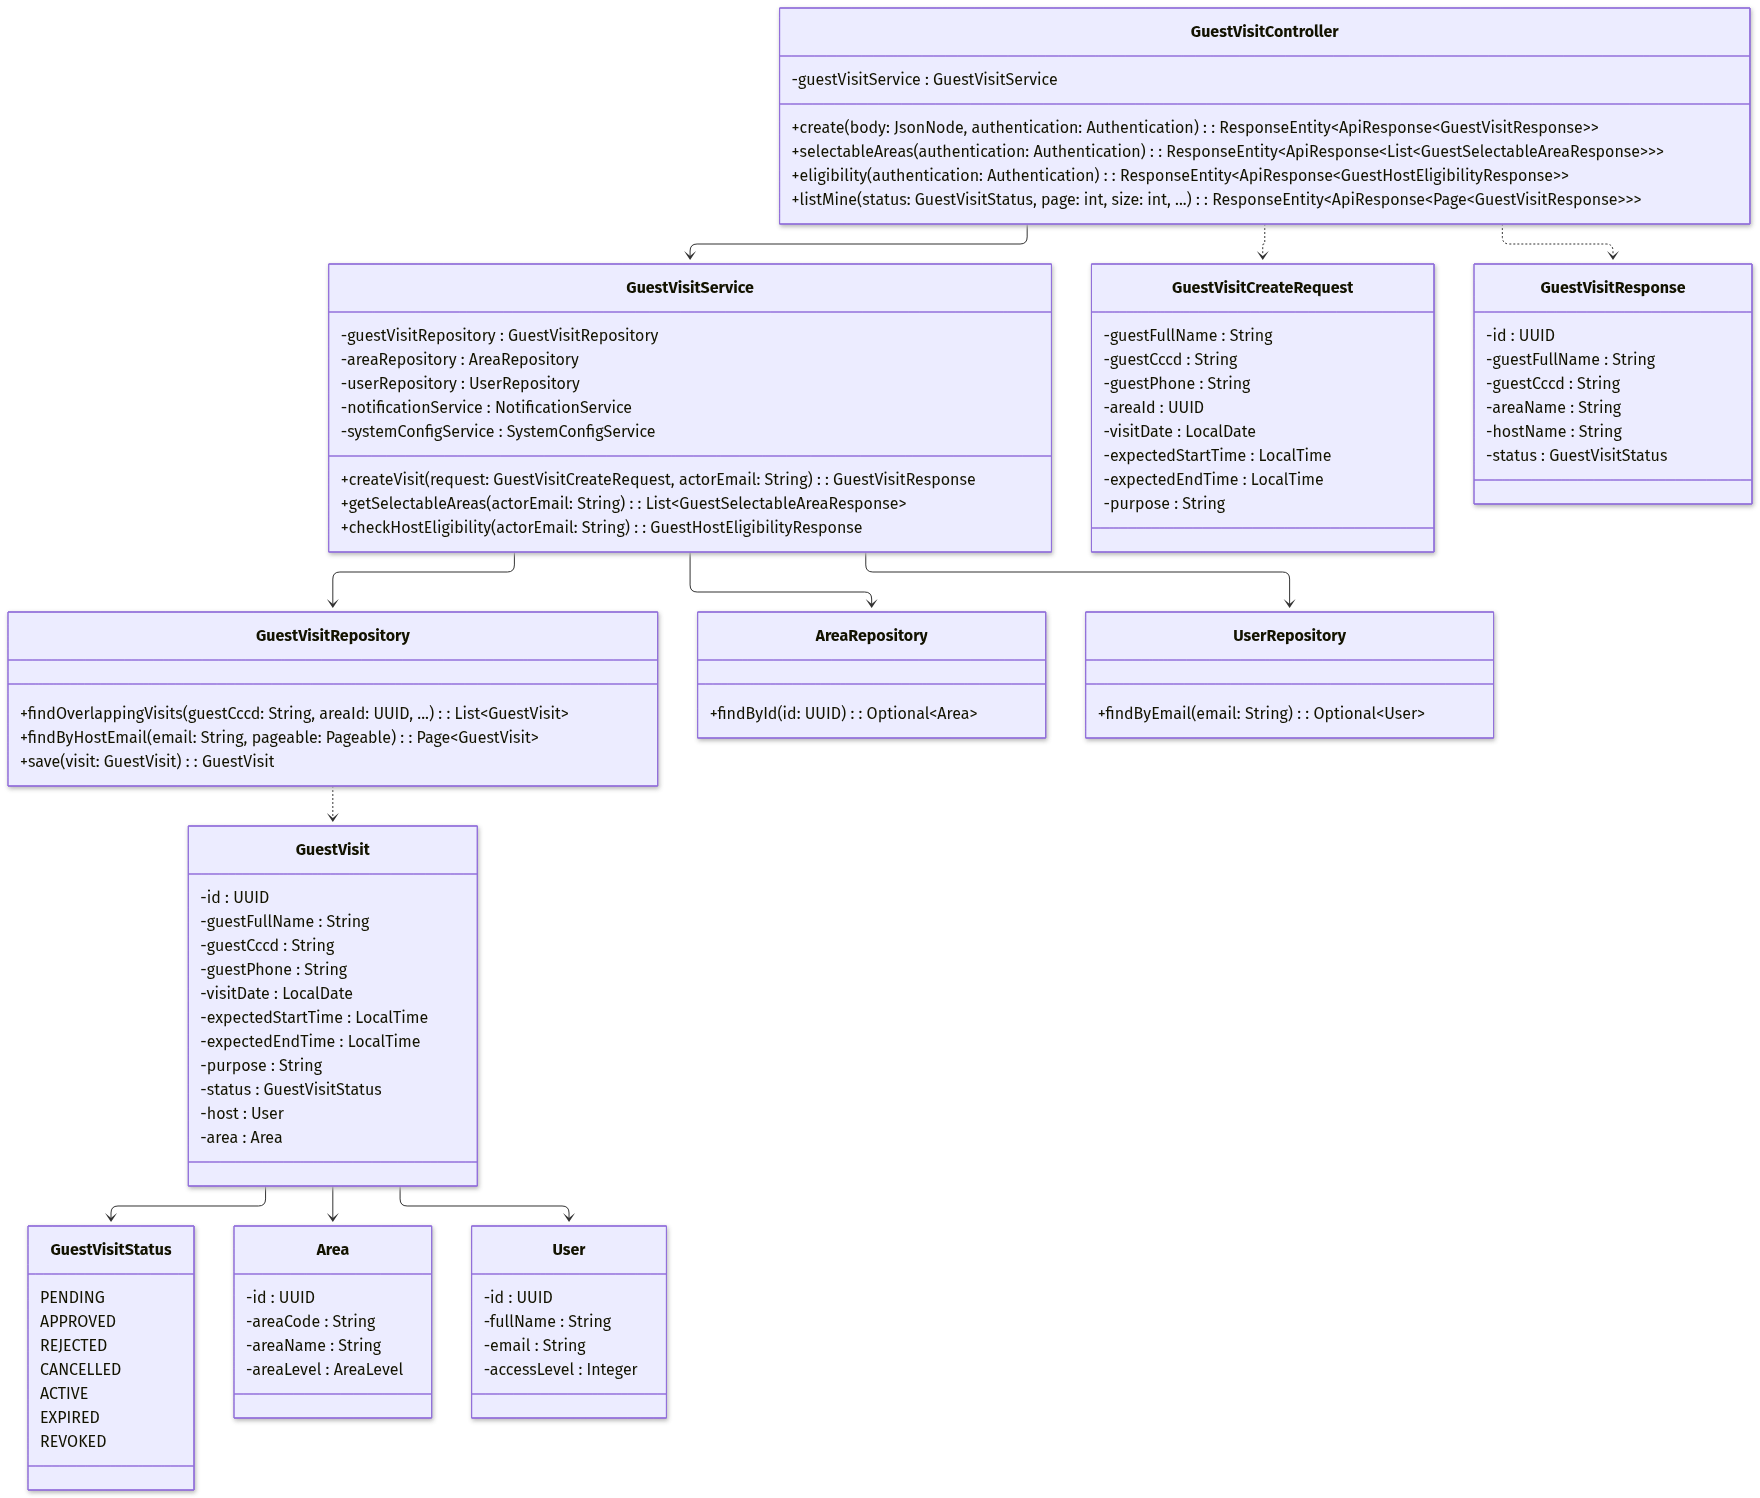 GuestVisitController
-guestVisitService : GuestVisitService
+create(body: JsonNode, authentication: Authentication) : : ResponseEntity<ApiResponse<GuestVisitResponse>>
+selectableAreas(authentication: Authentication) : : ResponseEntity<ApiResponse<List<GuestSelectableAreaResponse>>>
+eligibility(authentication: Authentication) : : ResponseEntity<ApiResponse<GuestHostEligibilityResponse>>
+listMine(status: GuestVisitStatus, page: int, size: int, ...) : : ResponseEntity<ApiResponse<Page<GuestVisitResponse>>>
GuestVisitService
-guestVisitRepository : GuestVisitRepository
-areaRepository : AreaRepository
-userRepository : UserRepository
-notificationService : NotificationService
-systemConfigService : SystemConfigService
+createVisit(request: GuestVisitCreateRequest, actorEmail: String) : : GuestVisitResponse
+getSelectableAreas(actorEmail: String) : : List<GuestSelectableAreaResponse>
+checkHostEligibility(actorEmail: String) : : GuestHostEligibilityResponse
GuestVisitCreateRequest
-guestFullName : String
-guestCccd : String
-guestPhone : String
-areaId : UUID
-visitDate : LocalDate
-expectedStartTime : LocalTime
-expectedEndTime : LocalTime
-purpose : String
GuestVisitResponse
-id : UUID
-guestFullName : String
-guestCccd : String
-areaName : String
-hostName : String
-status : GuestVisitStatus
GuestVisitRepository
+findOverlappingVisits(guestCccd: String, areaId: UUID, ...) : : List<GuestVisit>
+findByHostEmail(email: String, pageable: Pageable) : : Page<GuestVisit>
+save(visit: GuestVisit) : : GuestVisit
AreaRepository
+findById(id: UUID) : : Optional<Area>
UserRepository
+findByEmail(email: String) : : Optional<User>
GuestVisit
-id : UUID
-guestFullName : String
-guestCccd : String
-guestPhone : String
-visitDate : LocalDate
-expectedStartTime : LocalTime
-expectedEndTime : LocalTime
-purpose : String
-status : GuestVisitStatus
-host : User
-area : Area
GuestVisitStatus
PENDING
APPROVED
REJECTED
CANCELLED
ACTIVE
EXPIRED
REVOKED
Area
-id : UUID
-areaCode : String
-areaName : String
-areaLevel : AreaLevel
User
-id : UUID
-fullName : String
-email : String
-accessLevel : Integer